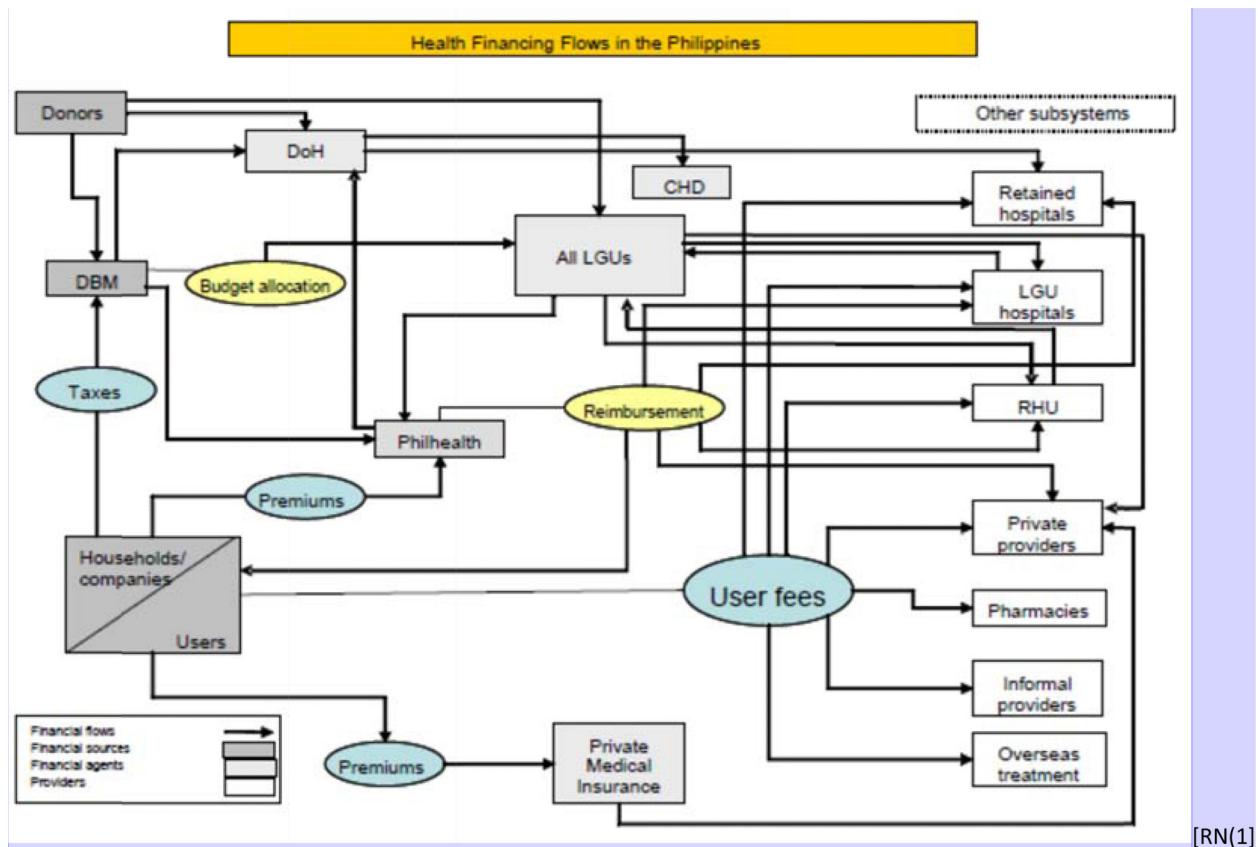 Health Financing Flows in the Philippines
Donors
Other subsystems
DoH
CHD
Retained
hospitals
All LGUs
DBM
Budget allocation
LGU
hospitals
Taxes
Reimbursement
RHU
Philhealth
Premiums
Private
providers
Households/
companies
Users
User fees
Pharmacies
Informal
providers
Financial flows
Financial sources
Financial agents
Providers
Premiums
Private
Medical
Insurance
Overseas
treatment
[RN(1]